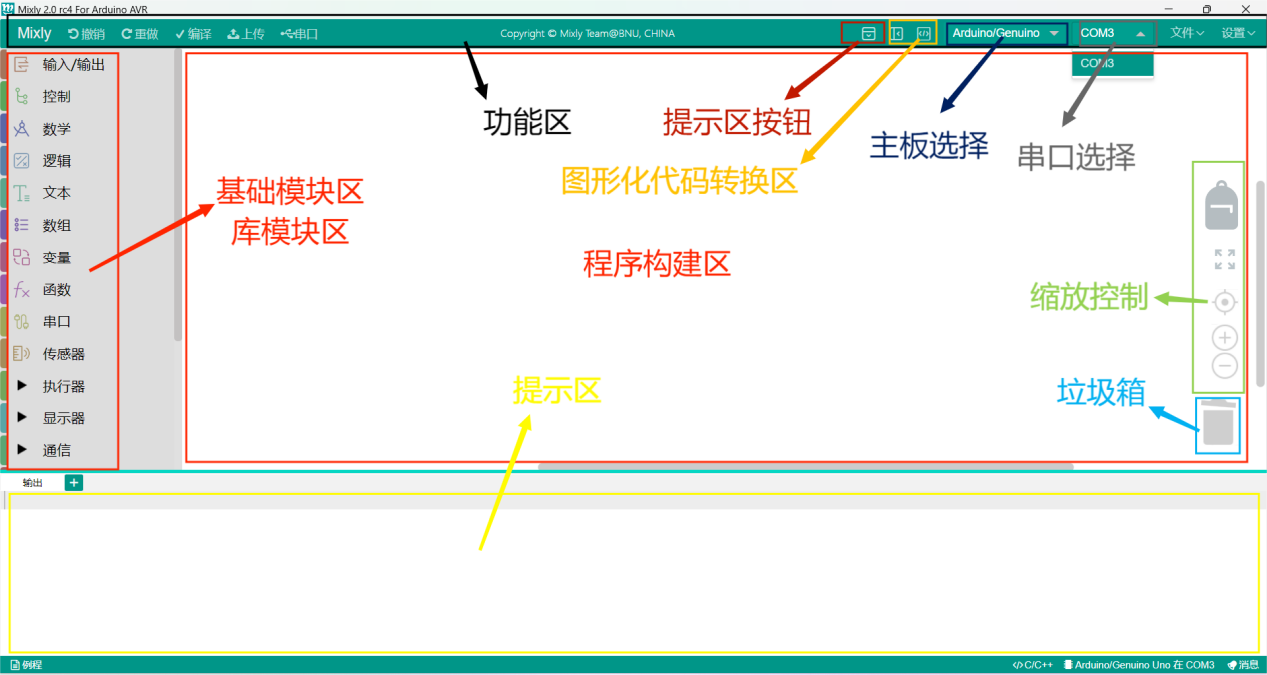 Mixly 2.0 rc4 For Arduino AVR
Mixly 撤销 重做 编译 上传 串口 Copyright © Mixly Team@BNU, CHINA Arduino/Genuino COM3 文件 设置
COM3
输入/输出
控制
数学
逻辑
文本
数组
变量
函数
串口
传感器
执行器
显示器
通信
功能区
提示区按钮
主板选择
串口选择
图形化代码转换区
基础模块区
库模块区
程序构建区
缩放控制
提示区
垃圾箱
输出
例程 C/C++ Arduino/Genuino Uno 在 COM3 消息